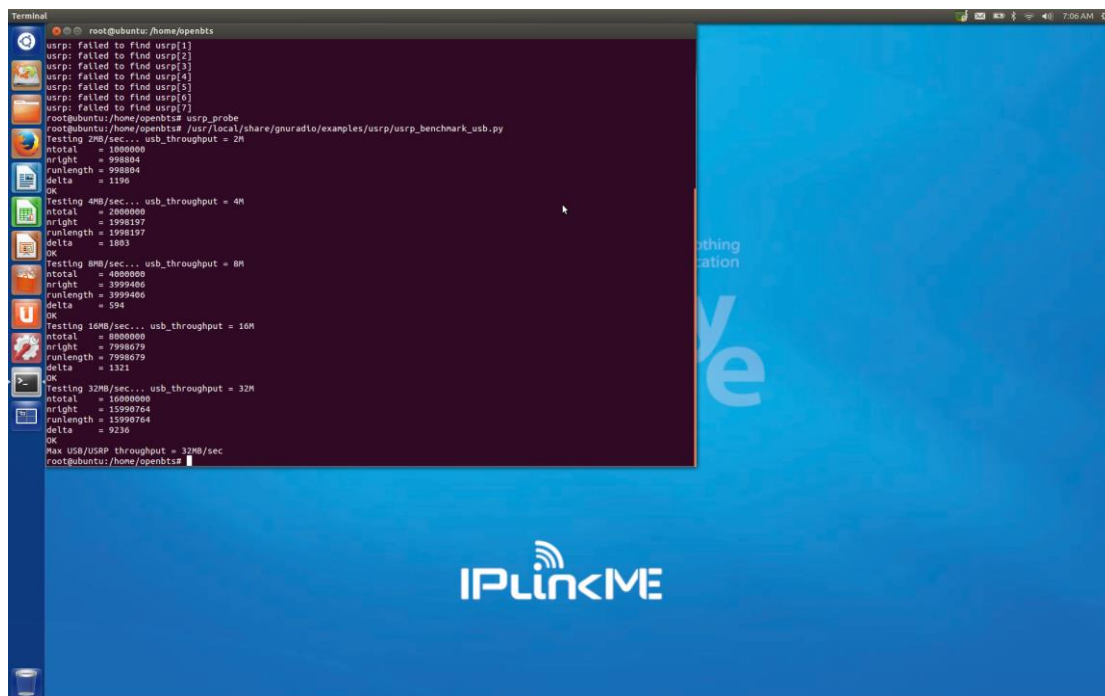 Terminal
7:06 AM
root@ubuntu: /home/openbts
usrp: failed to find usrp[1]
usrp: failed to find usrp[2]
usrp: failed to find usrp[3]
usrp: failed to find usrp[4]
usrp: failed to find usrp[5]
usrp: failed to find usrp[6]
usrp: failed to find usrp[7]
root@ubuntu:/home/openbts# usrp_probe
root@ubuntu:/home/openbts# /usr/local/share/gnuradio/examples/usrp/usrp_benchmark_usb.py
Testing 2MB/sec... usb_throughput = 2M
ntotal    = 1000000
nright    = 998804
runlength = 998804
delta     = 1196
OK
Testing 4MB/sec... usb_throughput = 4M
ntotal    = 2000000
nright    = 1998197
runlength = 1998197
delta     = 1803
OK
Testing 8MB/sec... usb_throughput = 8M
ntotal    = 4000000
nright    = 3999406
runlength = 3999406
delta     = 594
OK
Testing 16MB/sec... usb_throughput = 16M
ntotal    = 8000000
nright    = 7998679
runlength = 7998679
delta     = 1321
OK
Testing 32MB/sec... usb_throughput = 32M
ntotal    = 16000000
nright    = 15990764
runlength = 15990764
delta     = 9236
OK
Max USB/USRP throughput = 32MB/sec
root@ubuntu:/home/openbts#
othing
cation
y
e
IPLinkME